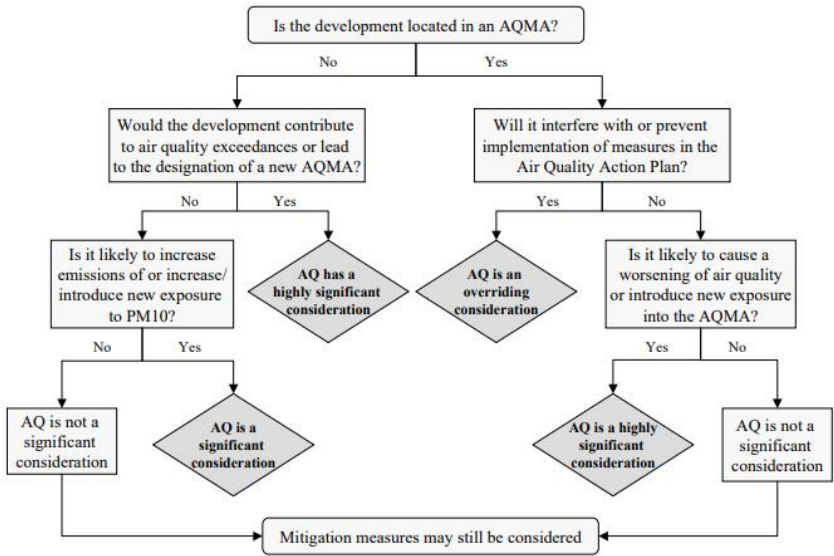 Is the development located in an AQMA?
No
Yes
Would the development contribute
to air quality exceedances or lead
to the designation of a new AQMA?
Will it interfere with or prevent
implementation of measures in the
Air Quality Action Plan?
No
Yes
Yes
No
Is it likely to increase
emissions of or increase/
introduce new exposure
to PM10?
AQ has a
highly significant
consideration
AQ is an
overriding
consideration
Is it likely to cause a
worsening of air quality
or introduce new exposure
into the AQMA?
No
Yes
Yes
No
AQ is not a
significant
consideration
AQ is a
significant
consideration
AQ is a highly
significant
consideration
AQ is not a
significant
consideration
Mitigation measures may still be considered